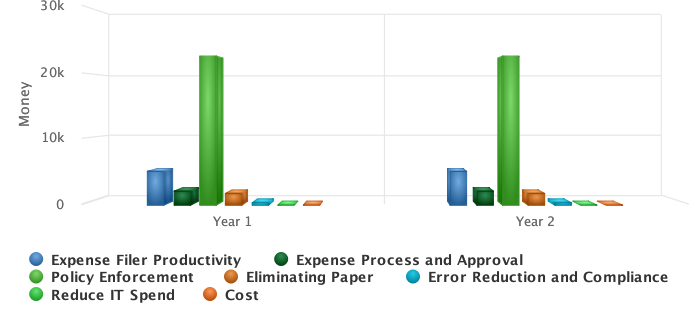 30k
20k
Money
10k
0
Year 1 Year 2
Expense Filer Productivity Expense Process and Approval
Policy Enforcement Eliminating Paper Error Reduction and Compliance
Reduce IT Spend Cost